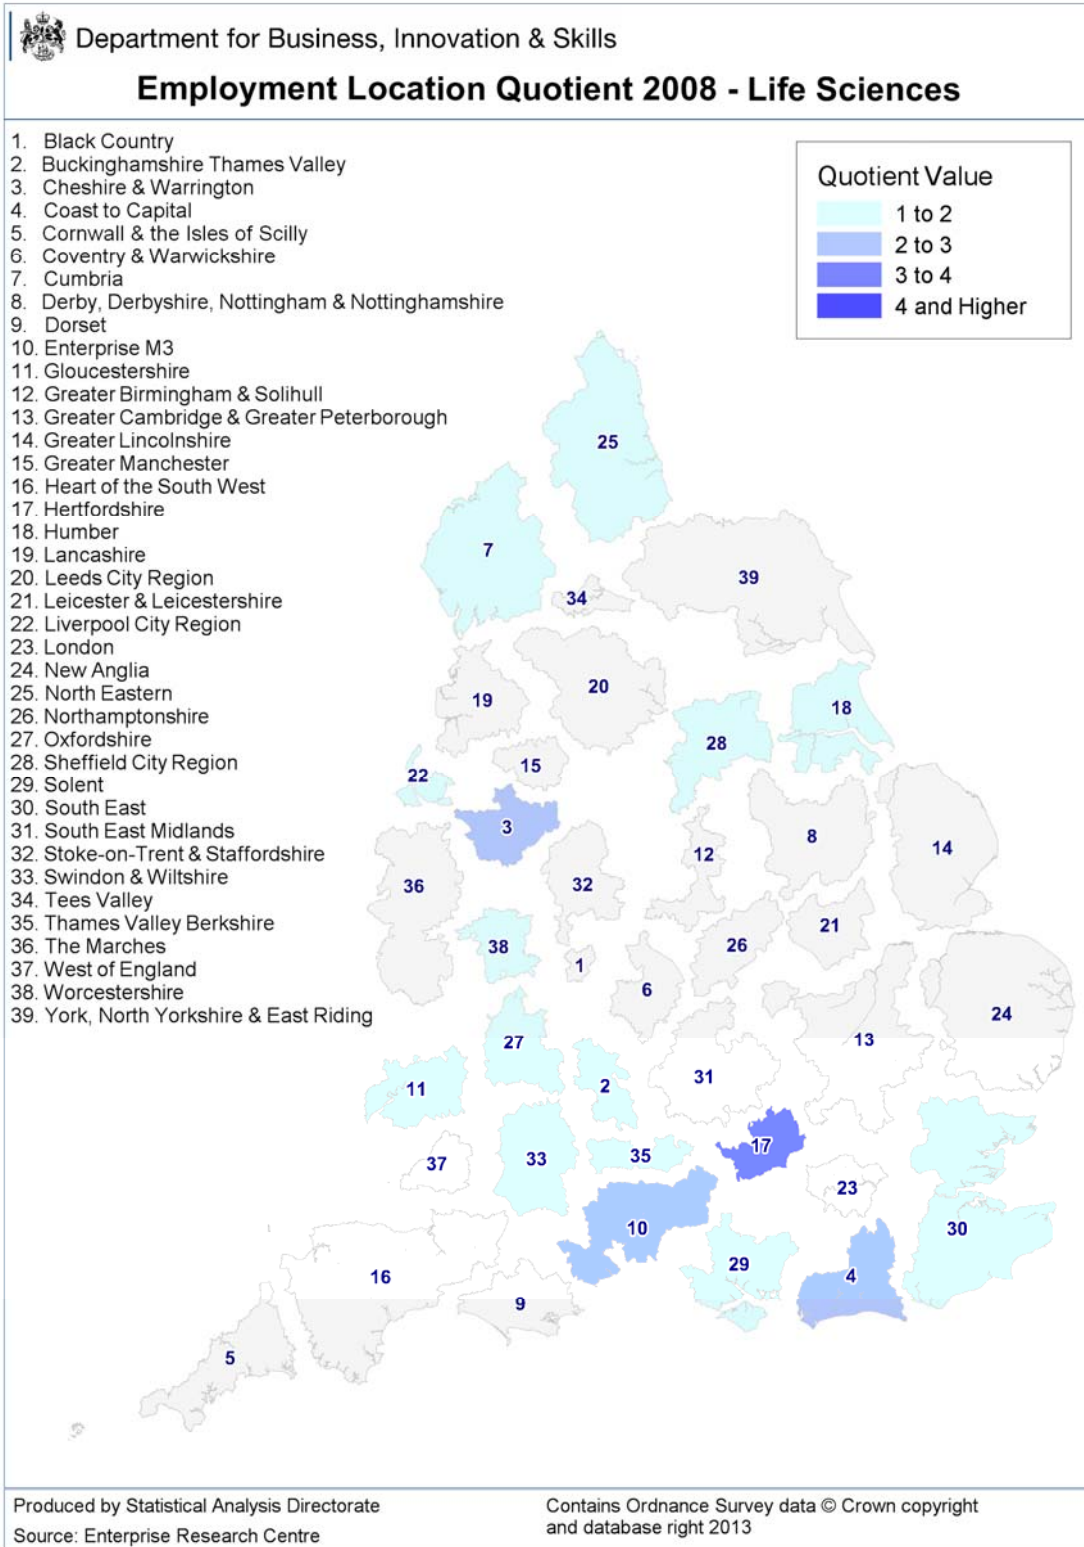 Department for Business, Innovation & Skills
Employment Location Quotient 2008 - Life Sciences
1. Black Country
2. Buckinghamshire Thames Valley
3. Cheshire & Warrington
4. Coast to Capital
5. Cornwall & the Isles of Scilly
6. Coventry & Warwickshire
7. Cumbria
8. Derby, Derbyshire, Nottingham & Nottinghamshire
9. Dorset
10. Enterprise M3
11. Gloucestershire
12. Greater Birmingham & Solihull
13. Greater Cambridge & Greater Peterborough
14. Greater Lincolnshire
15. Greater Manchester
16. Heart of the South West
17. Hertfordshire
18. Humber
19. Lancashire
20. Leeds City Region
21. Leicester & Leicestershire
22. Liverpool City Region
23. London
24. New Anglia
25. North Eastern
26. Northamptonshire
27. Oxfordshire
28. Sheffield City Region
29. Solent
30. South East
31. South East Midlands
32. Stoke-on-Trent & Staffordshire
33. Swindon & Wiltshire
34. Tees Valley
35. Thames Valley Berkshire
36. The Marches
37. West of England
38. Worcestershire
39. York, North Yorkshire & East Riding
Quotient Value
1 to 2
2 to 3
3 to 4
4 and Higher
25
7
39
34
20
19
18
28
15
22
3
8
12
14
36
32
21
26
38
1
6
24
13
27
31
2
11
17
37
33
35
23
10
30
29
4
16
9
5
Produced by Statistical Analysis Directorate
Source: Enterprise Research Centre
Contains Ordnance Survey data © Crown copyright
and database right 2013